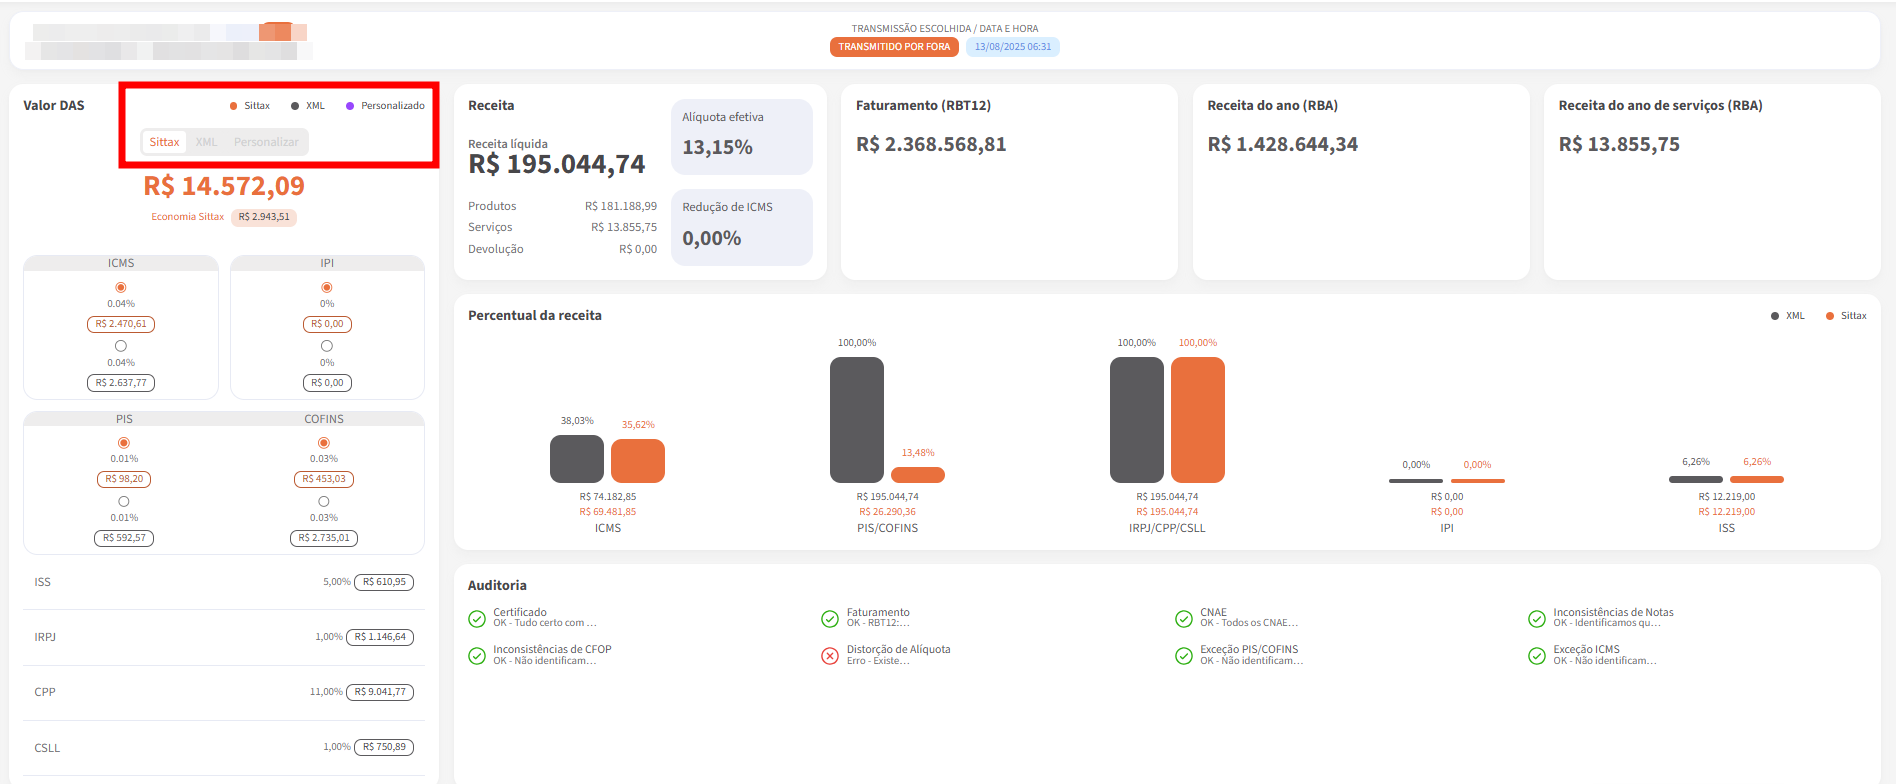 TRANSMISSÃO ESCOLHIDA / DATA E HORA
TRANSMITIDO POR FORA 13/08/2025 06:31
Valor DAS
Sittax XML Personalizado
Sittax XML Personalizar
R$ 14.572,09
Economia Sittax R$ 2.943,51
ICMS
0.04%
R$ 2.470,61
0.04%
R$ 2.637,77
IPI
0%
R$ 0,00
0%
R$ 0,00
PIS
0.01%
R$ 98,20
0.01%
R$ 592,57
COFINS
0.03%
R$ 453,03
0.03%
R$ 2.735,01
ISS 5,00% R$ 610,95
IRPJ 1,00% R$ 1.146,64
CPP 11,00% R$ 9.041,77
CSLL 1,00% R$ 750,89
Receita
Receita líquida
R$ 195.044,74
Produtos R$ 181.188,99
Serviços R$ 13.855,75
Devolução R$ 0,00
Alíquota efetiva
13,15%
Redução de ICMS
0,00%
Faturamento (RBT12)
R$ 2.368.568,81
Receita do ano (RBA)
R$ 1.428.644,34
Receita do ano de serviços (RBA)
R$ 13.855,75
Percentual da receita
XML Sittax
38,03% 35,62%
R$ 74.182,85
R$ 69.481,85
ICMS
100,00% 13,48%
R$ 195.044,74
R$ 26.290,36
PIS/COFINS
100,00% 100,00%
R$ 195.044,74
R$ 195.044,74
IRPJ/CPP/CSLL
0,00% 0,00%
R$ 0,00
R$ 0,00
IPI
6,26% 6,26%
R$ 12.219,00
R$ 12.219,00
ISS
Auditoria
Certificado
OK - Tudo certo com ...
Faturamento
OK - RBT12:...
CNAE
OK - Todos os CNAE...
Inconsistências de Notas
OK - Identificamos qu...
Inconsistências de CFOP
OK - Não identificam...
Distorção de Alíquota
Erro - Existe...
Exceção PIS/COFINS
OK - Não identificam...
Exceção ICMS
OK - Não identificam...